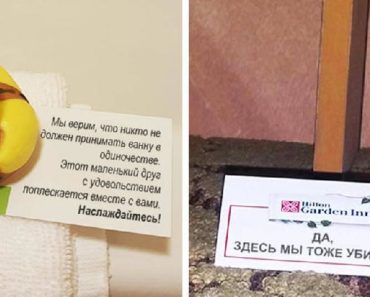 Мы верим, что никто не
должен принимать ванну в
одиночестве.
Этот маленький друг
с удовольствием
поплескается вместе с вами.
Наслаждайтесь!
Hilton
Garden Inn
ДА,
ЗДЕСЬ МЫ ТОЖЕ